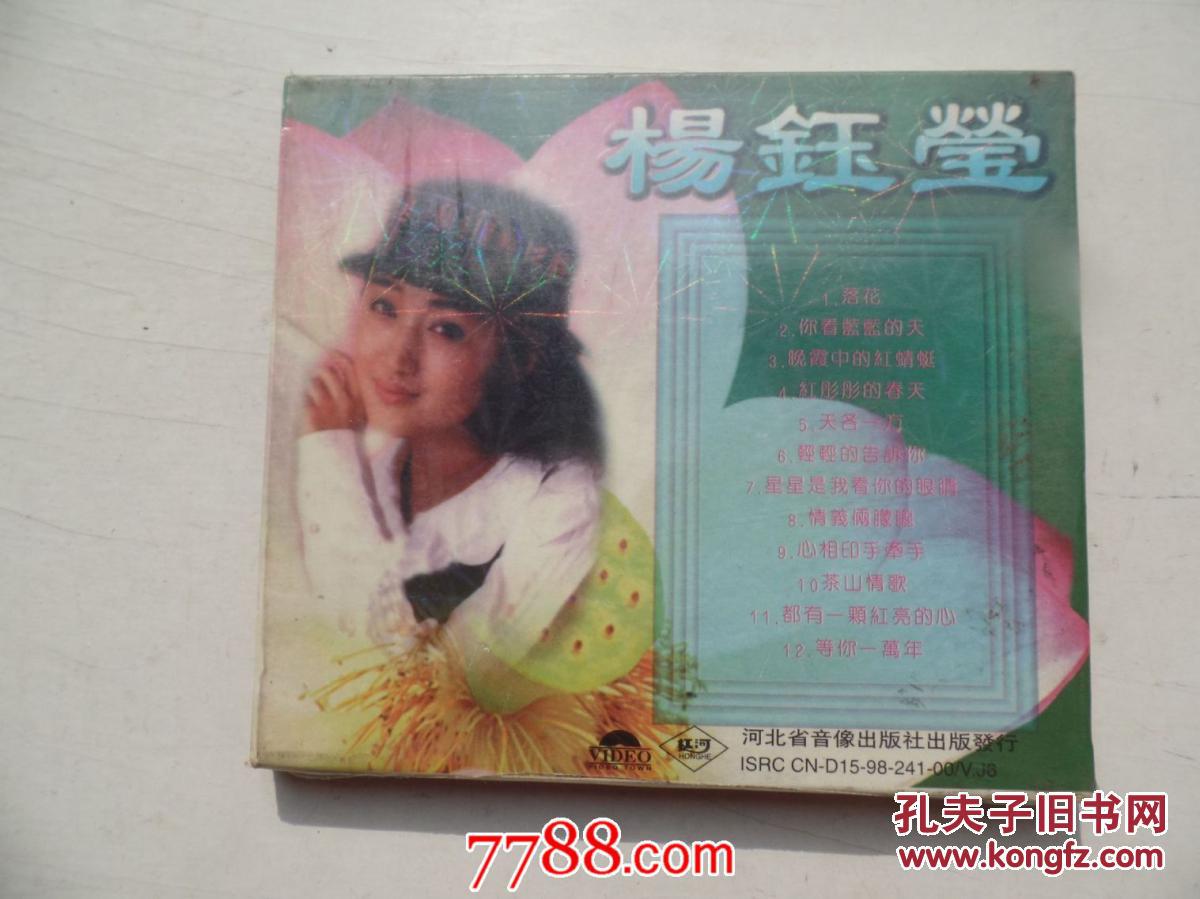 楊鈺瑩
1.落花
2.你看藍藍的天
3.晚霞中的紅蜻蜓
4.紅彤彤的春天
5.天各一方
6.輕輕的告訴你
7.星星是我看你的眼睛
8.情義倆朦朧
9.心相印手牽手
10茶山情歌
11.都有一顆紅亮的心
12.等你一萬年
VIDEO
VIDEO TOWN
紅河
HONGHE
河北省音像出版社出版發行
ISRC CN-D15-98-241-00/V.J6
孔夫子旧书网
www.kongfz.com
7788.com